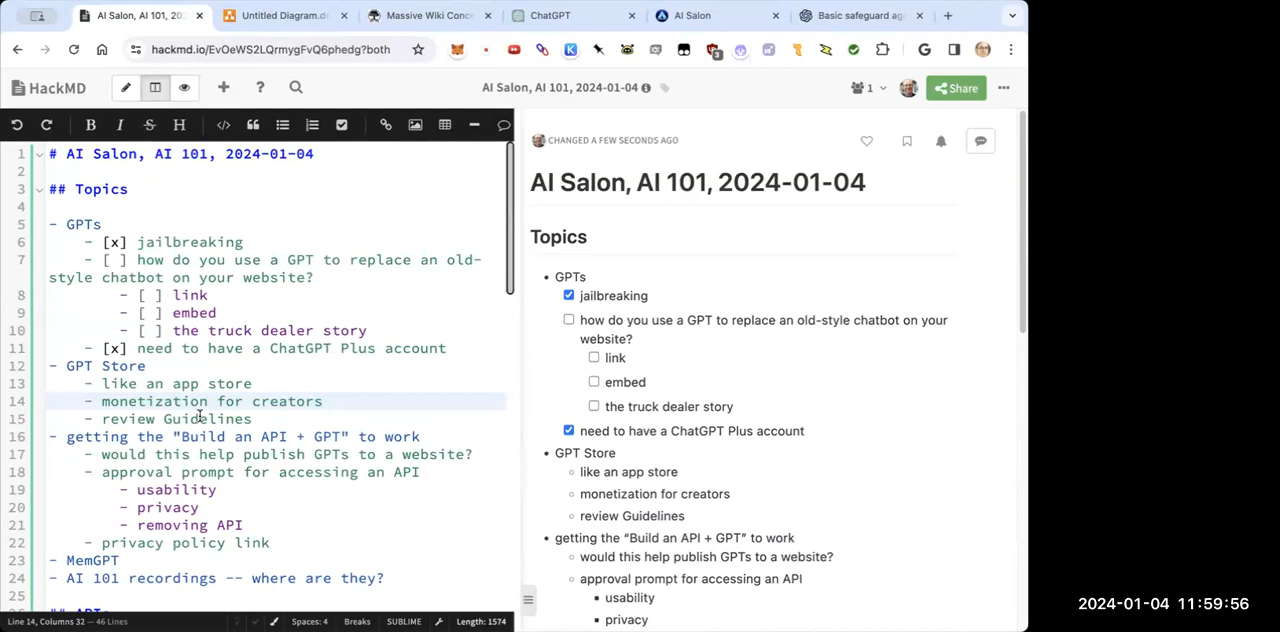 AI Salon, AI 101, 202
Untitled Diagram.d
Massive Wiki Conc
ChatGPT
AI Salon
Basic safeguard ag
hackmd.io/EvOeWS2LQrmygFvQ6phedg?both
HackMD
AI Salon, AI 101, 2024-01-04
1
Share
1 # AI Salon, AI 101, 2024-01-04
2
3 ## Topics
4
5 - GPTs
6 - [x] jailbreaking
7 - [ ] how do you use a GPT to replace an old-
style chatbot on your website?
8 - [ ] link
9 - [ ] embed
10 - [ ] the truck dealer story
11 - [x] need to have a ChatGPT Plus account
12 - GPT Store
13 - like an app store
14 - monetization for creators
15 - review Guidelines
16 - getting the "Build an API + GPT" to work
17 - would this help publish GPTs to a website?
18 - approval prompt for accessing an API
19 - usability
20 - privacy
21 - removing API
22 - privacy policy link
23 - MemGPT
24 - AI 101 recordings -- where are they?
25
Line 14, Columns 32 — 46 Lines
Spaces: 4
Breaks
SUBLIME
Length: 1574
CHANGED A FEW SECONDS AGO
AI Salon, AI 101, 2024-01-04
Topics
• GPTs
jailbreaking
how do you use a GPT to replace an old-style chatbot on your
website?
link
embed
the truck dealer story
need to have a ChatGPT Plus account
• GPT Store
like an app store
monetization for creators
review Guidelines
• getting the “Build an API + GPT” to work
would this help publish GPTs to a website?
approval prompt for accessing an API
usability
privacy
2024-01-04 11:59:56